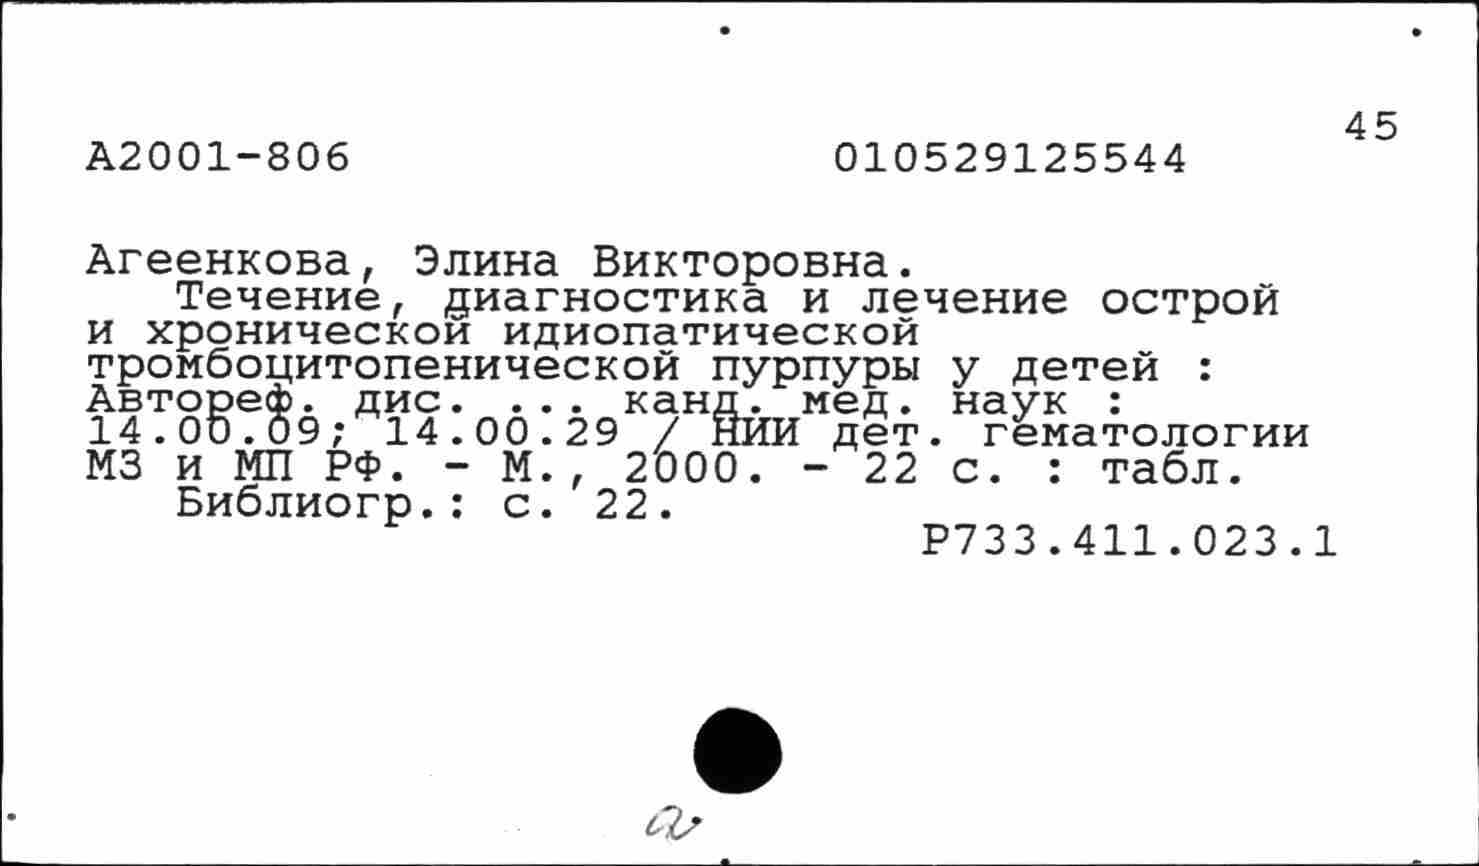 45
А2001-806 010529125544
Агеенкова, Элина Викторовна.
Течение, диагностика и лечение острой
и хронической идиопатической
тромбоцитопенической пурпуры у детей :
Автореф. дис. ... канд. мед. наук :
14.00.09; 14.00.29 / НИИ дет. гематологии
МЗ и МП РФ. - М., 2000. - 22 с. : табл.
Библиогр.: с. 22.
Р733.411.023.1
а